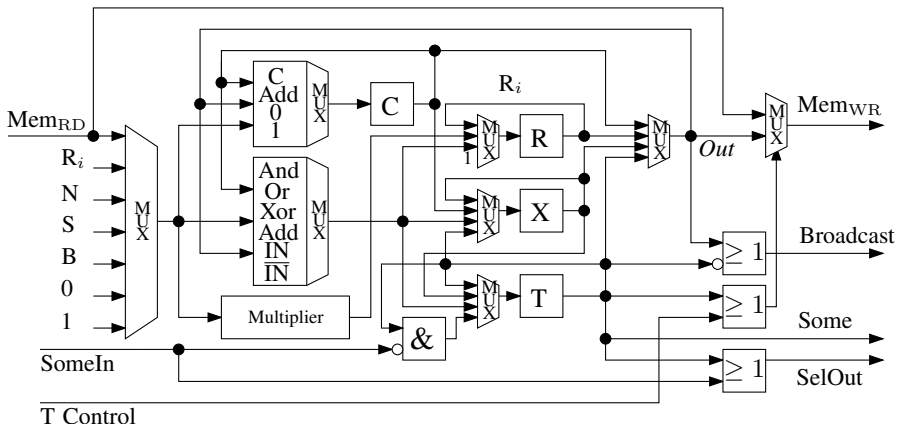 Mem_RD
R_i
N
S
B
0
1
SomeIn
T Control
MUX
C
Add
0
1
MUX
C
And
Or
Xor
Add
IN
I̅N̅
MUX
Multiplier
&
R_i
1
MUX
R
MUX
X
MUX
T
MUX
Out
MUX
≥ 1
≥ 1
≥ 1
Mem_WR
Broadcast
Some
SelOut